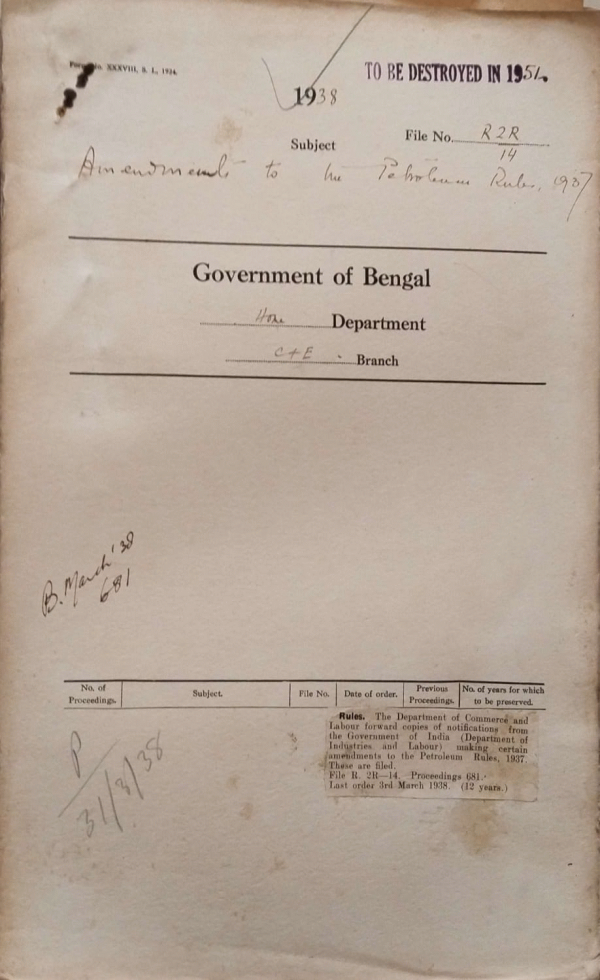 XXXVIII, S. L, 1934.
TO BE DESTROYED IN 195
1938
File No. R2R
14
Subject
Amendments to the Petroleum Rules, 1937
Government of Bengal
Home Department
C+E. Branch
B. March '38
681
No. of Proceedings.
Subject.
File No.
Date of order.
Previous Proceedings.
No. of years for which to be preserved.
Rules. The Department of Commerce and
Labour forward copies of notifications from
the Government of India (Department of
Industries and Labour) making certain
amendments to the Petroleum Rules, 1937.
These are filed.
File R. 2R—14. Proceedings 681.
Last order 3rd March 1938. (12 years.)
P
31/3/38